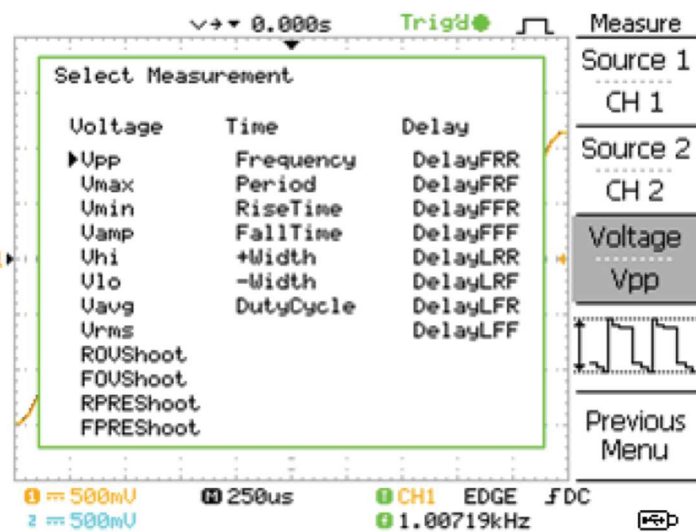 0.000s Trig'd Measure
Select Measurement
Voltage Time Delay
Vpp Frequency DelayFRR
Vmax Period DelayFRF
Vmin RiseTime DelayFFR
Vamp FallTime DelayFFF
Vhi +Width DelayLRR
Vlo -Width DelayLRF
Vavg DutyCycle DelayLFR
Vrms DelayLFF
ROVShoot
FOVShoot
RPREShoot
FPREShoot
Source 1
CH 1
Source 2
CH 2
Voltage
Vpp
Previous
Menu
1 500mV M 250us T CH1 EDGE DC
2 500mV T 1.00719kHz